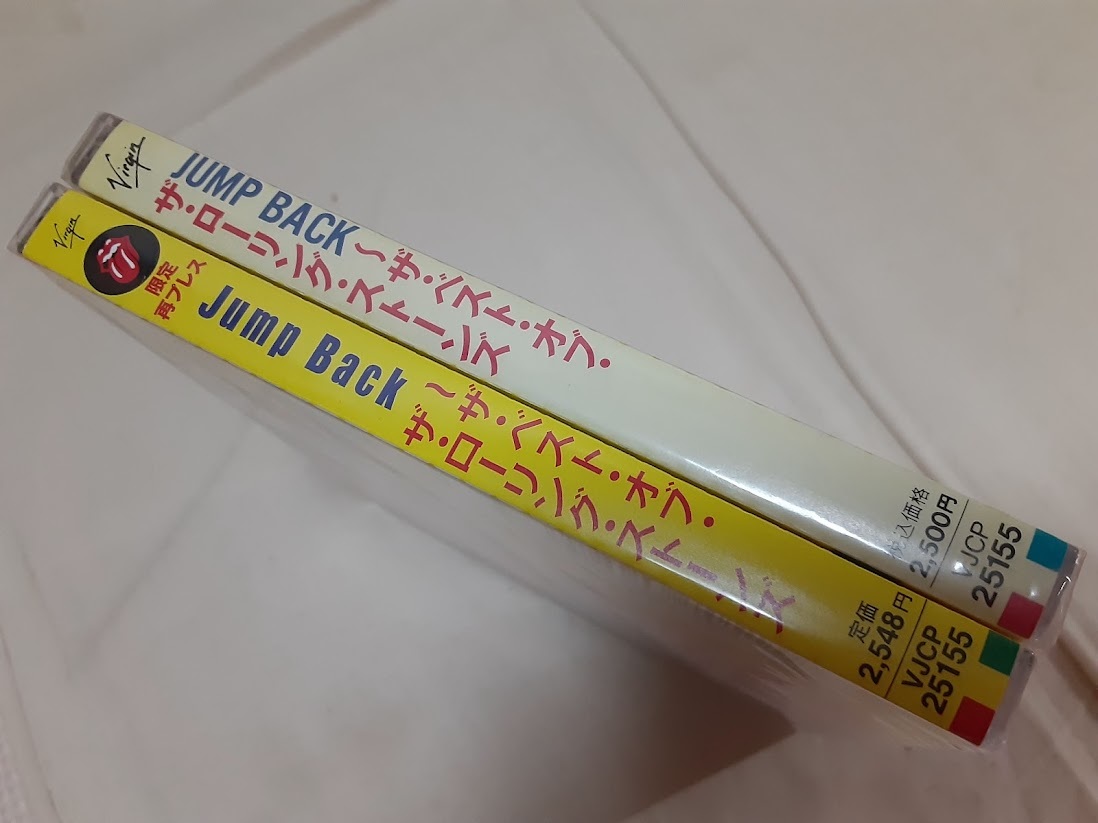 Virgin
JUMP BACK~ザ・ベスト・オブ・
ザ・ローリング・ストーンズ
税込価格
2,500円
VJCP
25155
Virgin
限定
再プレス
Jump Back ~ザ・ベスト・オブ・
ザ・ローリング・ストーンズ
定価
2,548円
VJCP
25155